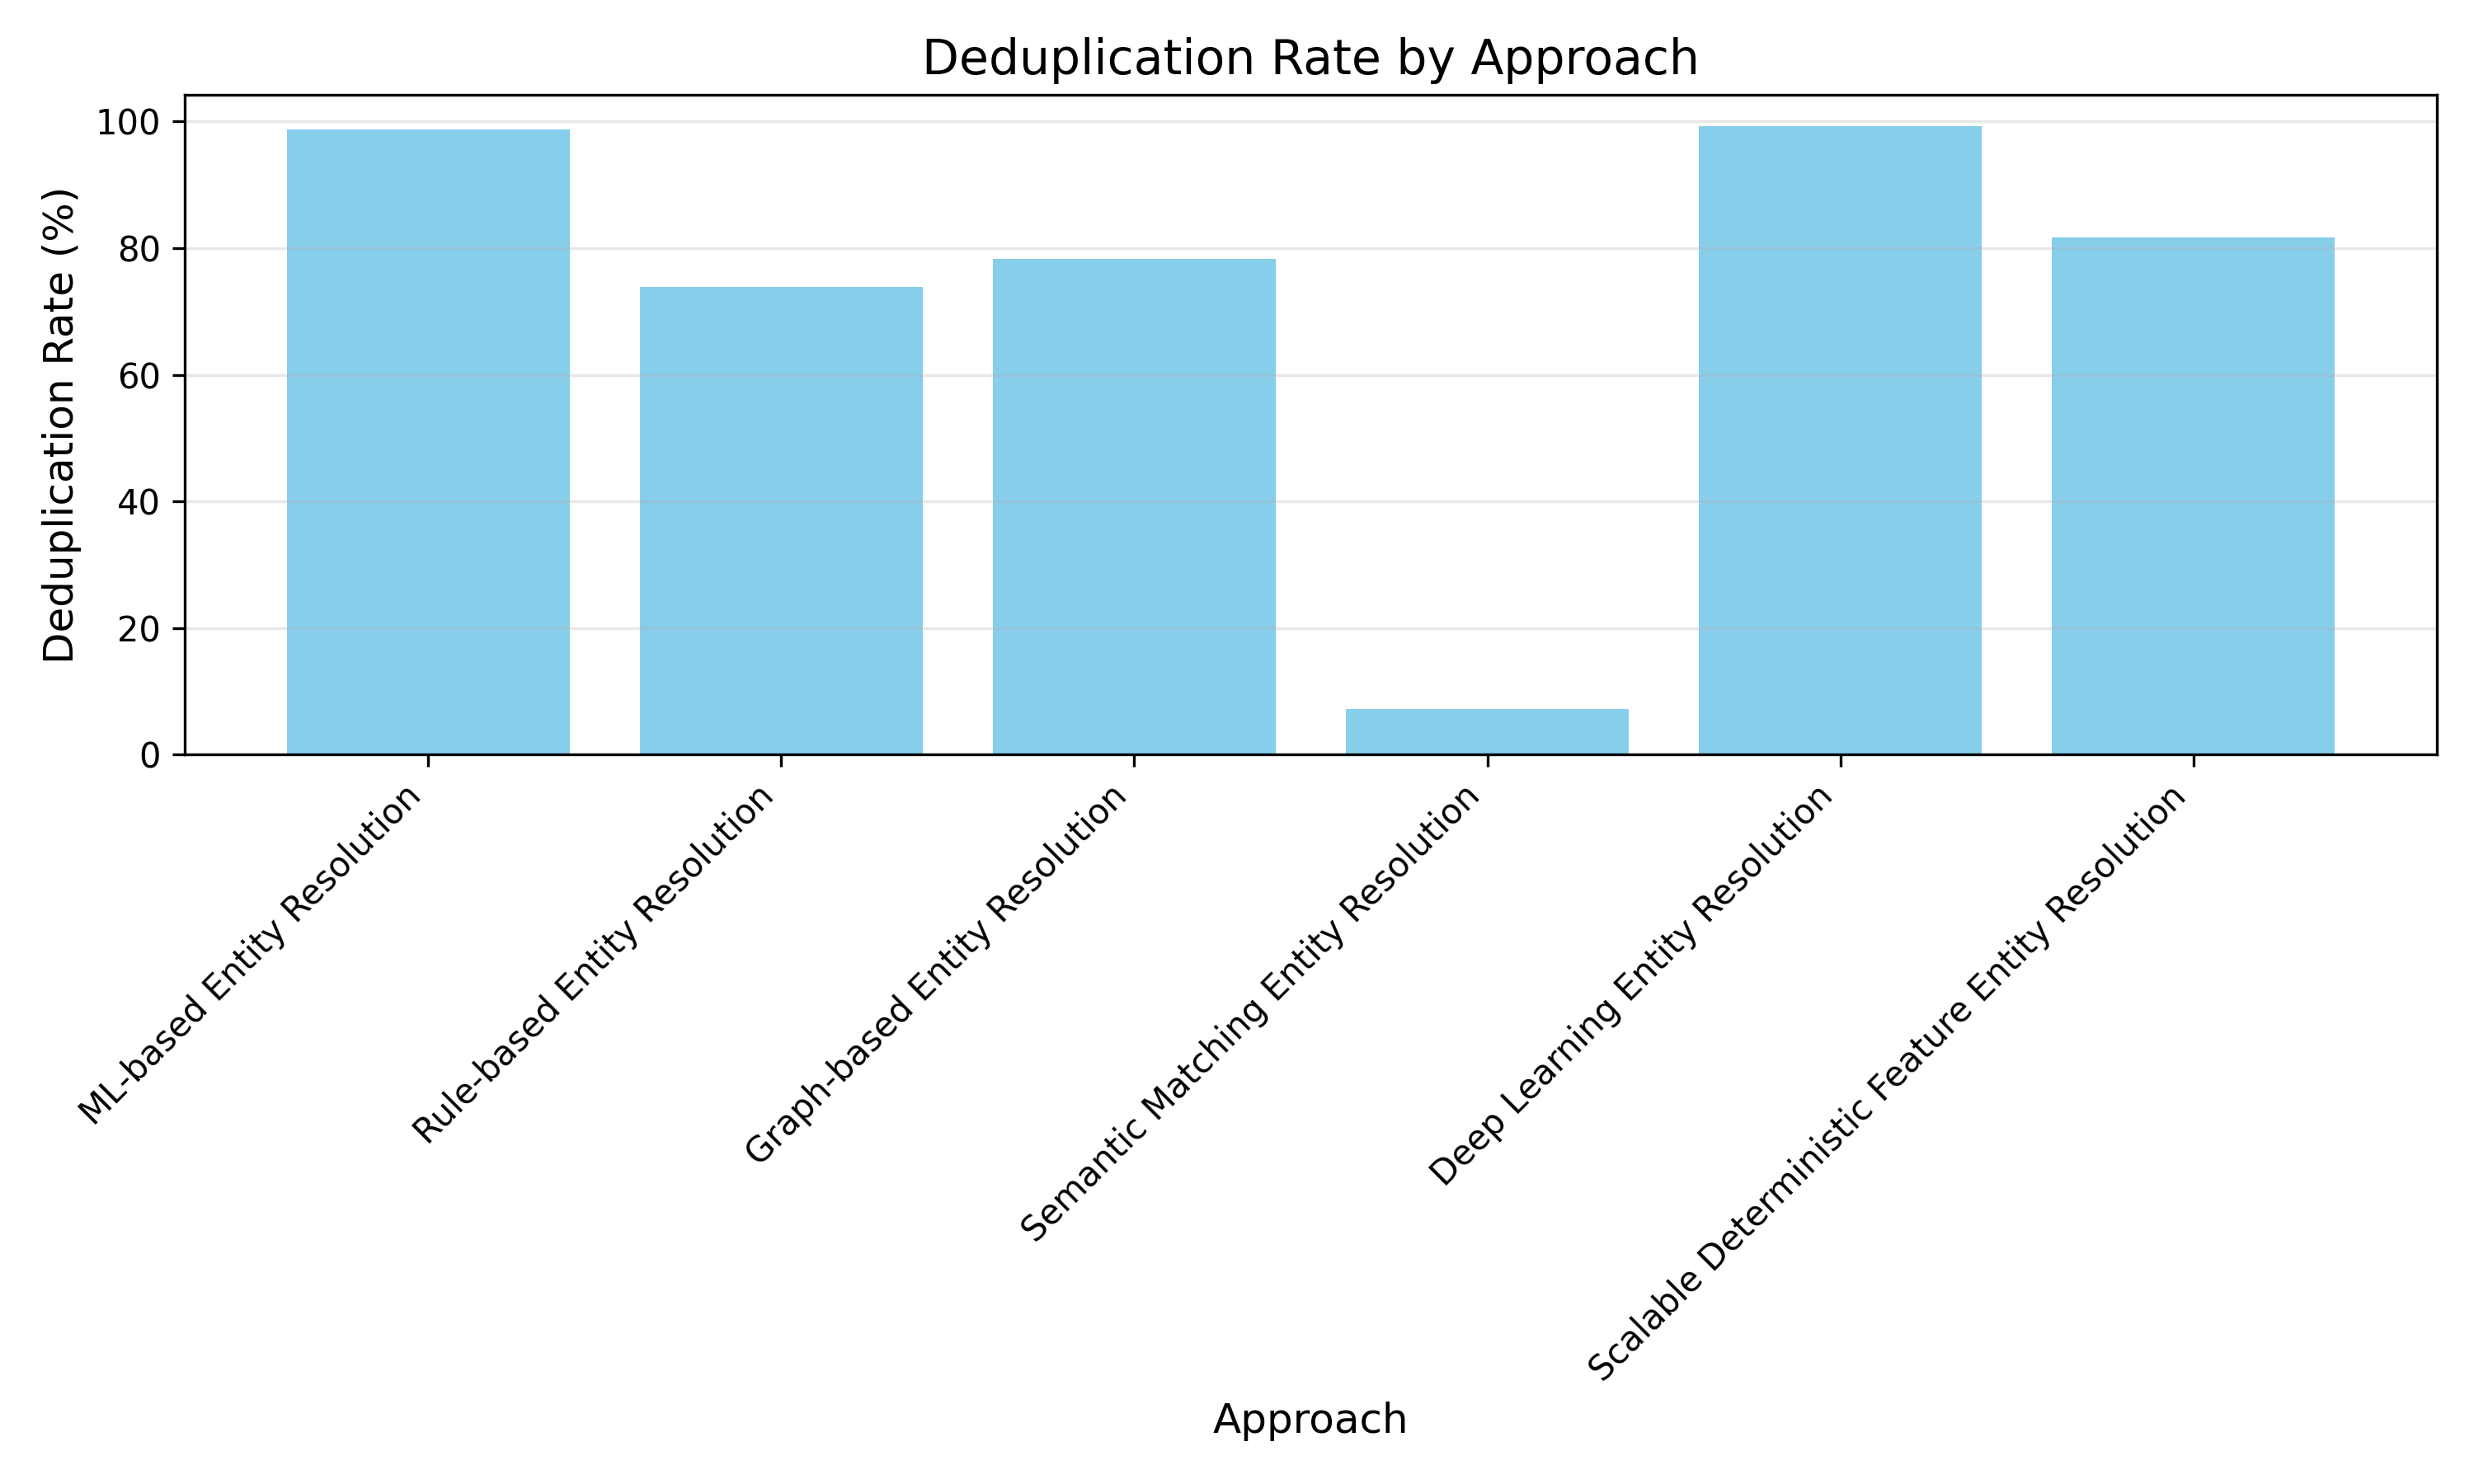 Deduplication Rate by Approach
Deduplication Rate (%)
100
80
60
40
20
0
ML-based Entity Resolution
Rule-based Entity Resolution
Graph-based Entity Resolution
Semantic Matching Entity Resolution
Deep Learning Entity Resolution
Scalable Deterministic Feature Entity Resolution
Approach